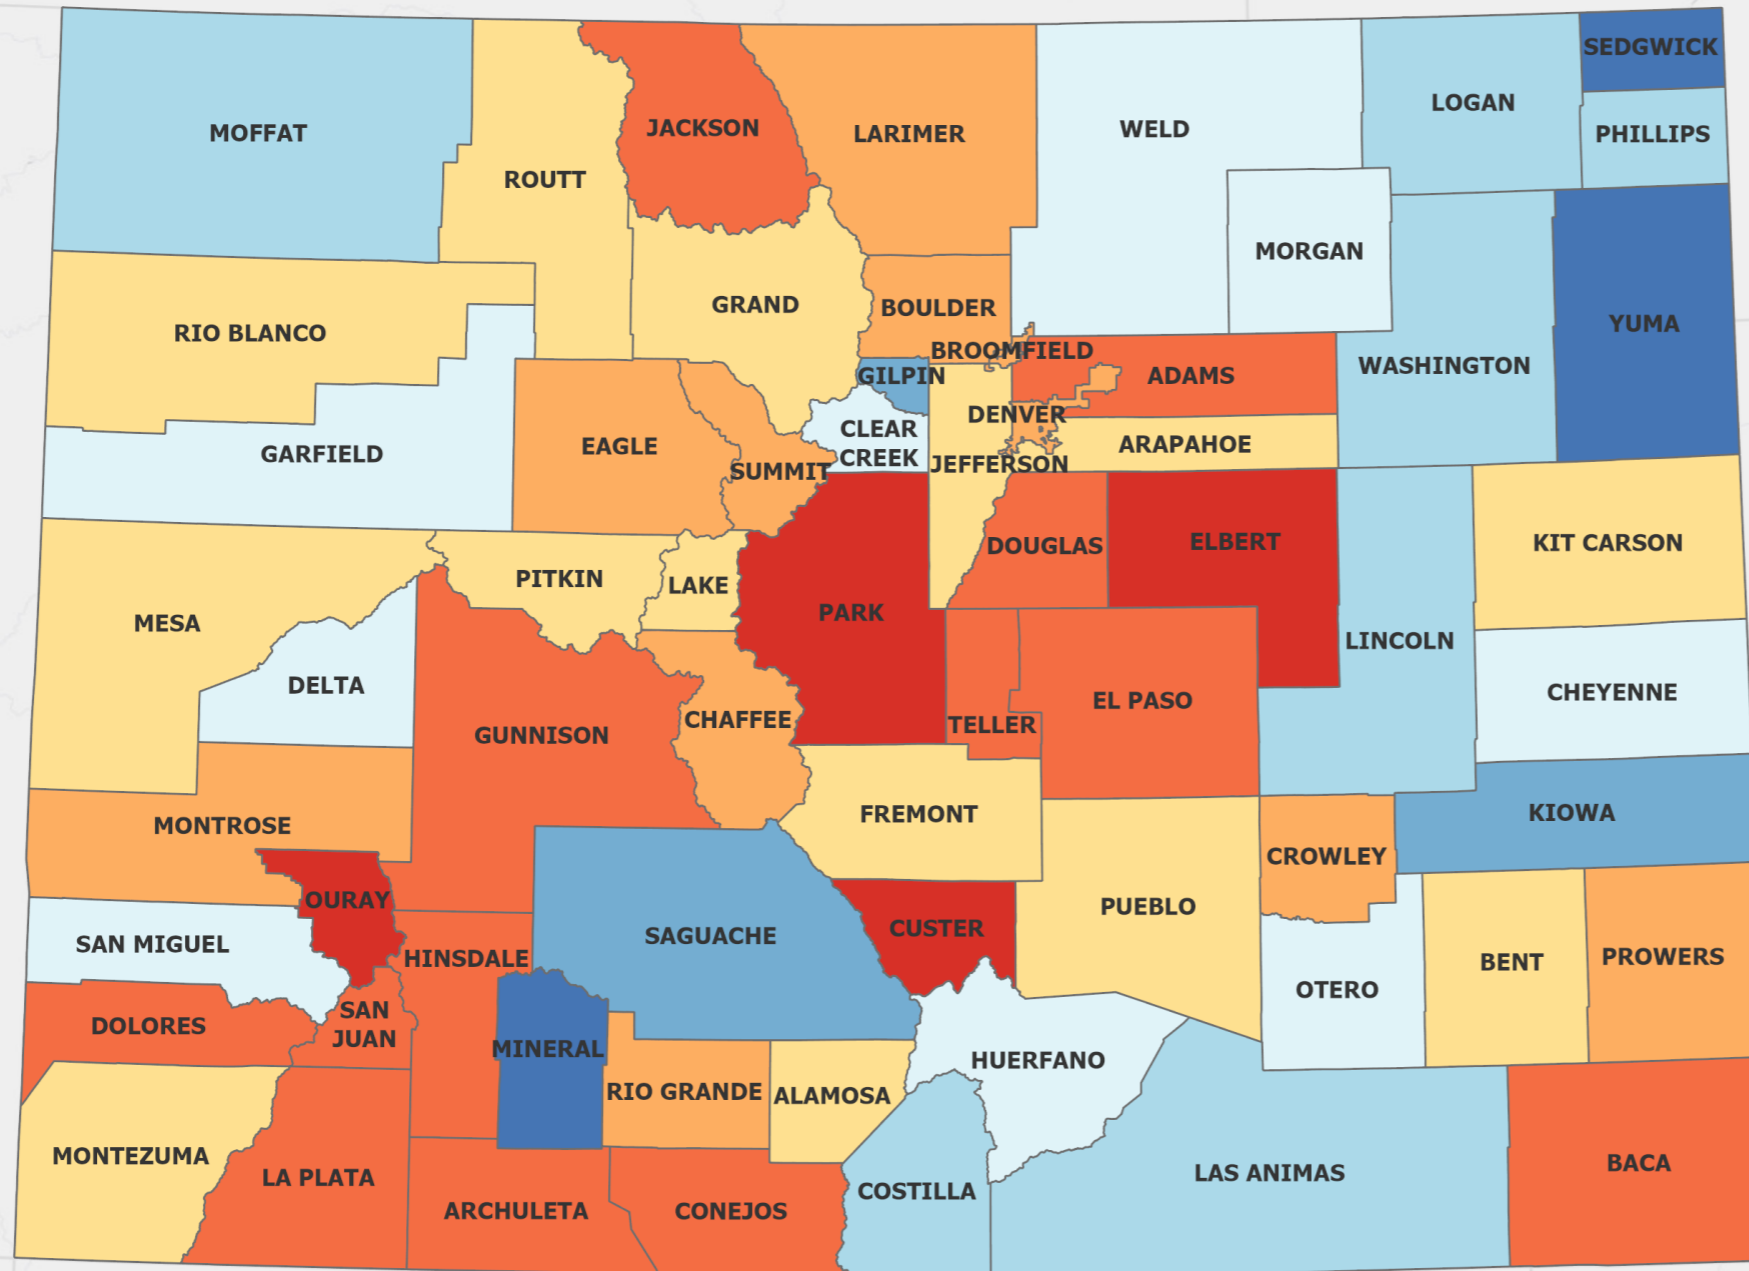 SEDGWICK
LOGAN
MOFFAT
JACKSON
LARIMER
WELD
PHILLIPS
ROUTT
MORGAN
GRAND
BOULDER
YUMA
RIO BLANCO
BROOMFIELD
WASHINGTON
GILPIN
ADAMS
DENVER
CLEAR
CREEK
ARAPAHOE
EAGLE
GARFIELD
SUMMIT
JEFFERSON
DOUGLAS
ELBERT
KIT CARSON
PITKIN
LAKE
PARK
MESA
LINCOLN
DELTA
CHEYENNE
EL PASO
CHAFFEE
TELLER
GUNNISON
KIOWA
FREMONT
MONTROSE
CROWLEY
OURAY
PUEBLO
CUSTER
SAGUACHE
SAN MIGUEL
HINSDALE
PROWERS
BENT
OTERO
SAN
JUAN
DOLORES
MINERAL
HUERFANO
RIO GRANDE
ALAMOSA
MONTEZUMA
BACA
LAS ANIMAS
LA PLATA
COSTILLA
ARCHULETA
CONEJOS